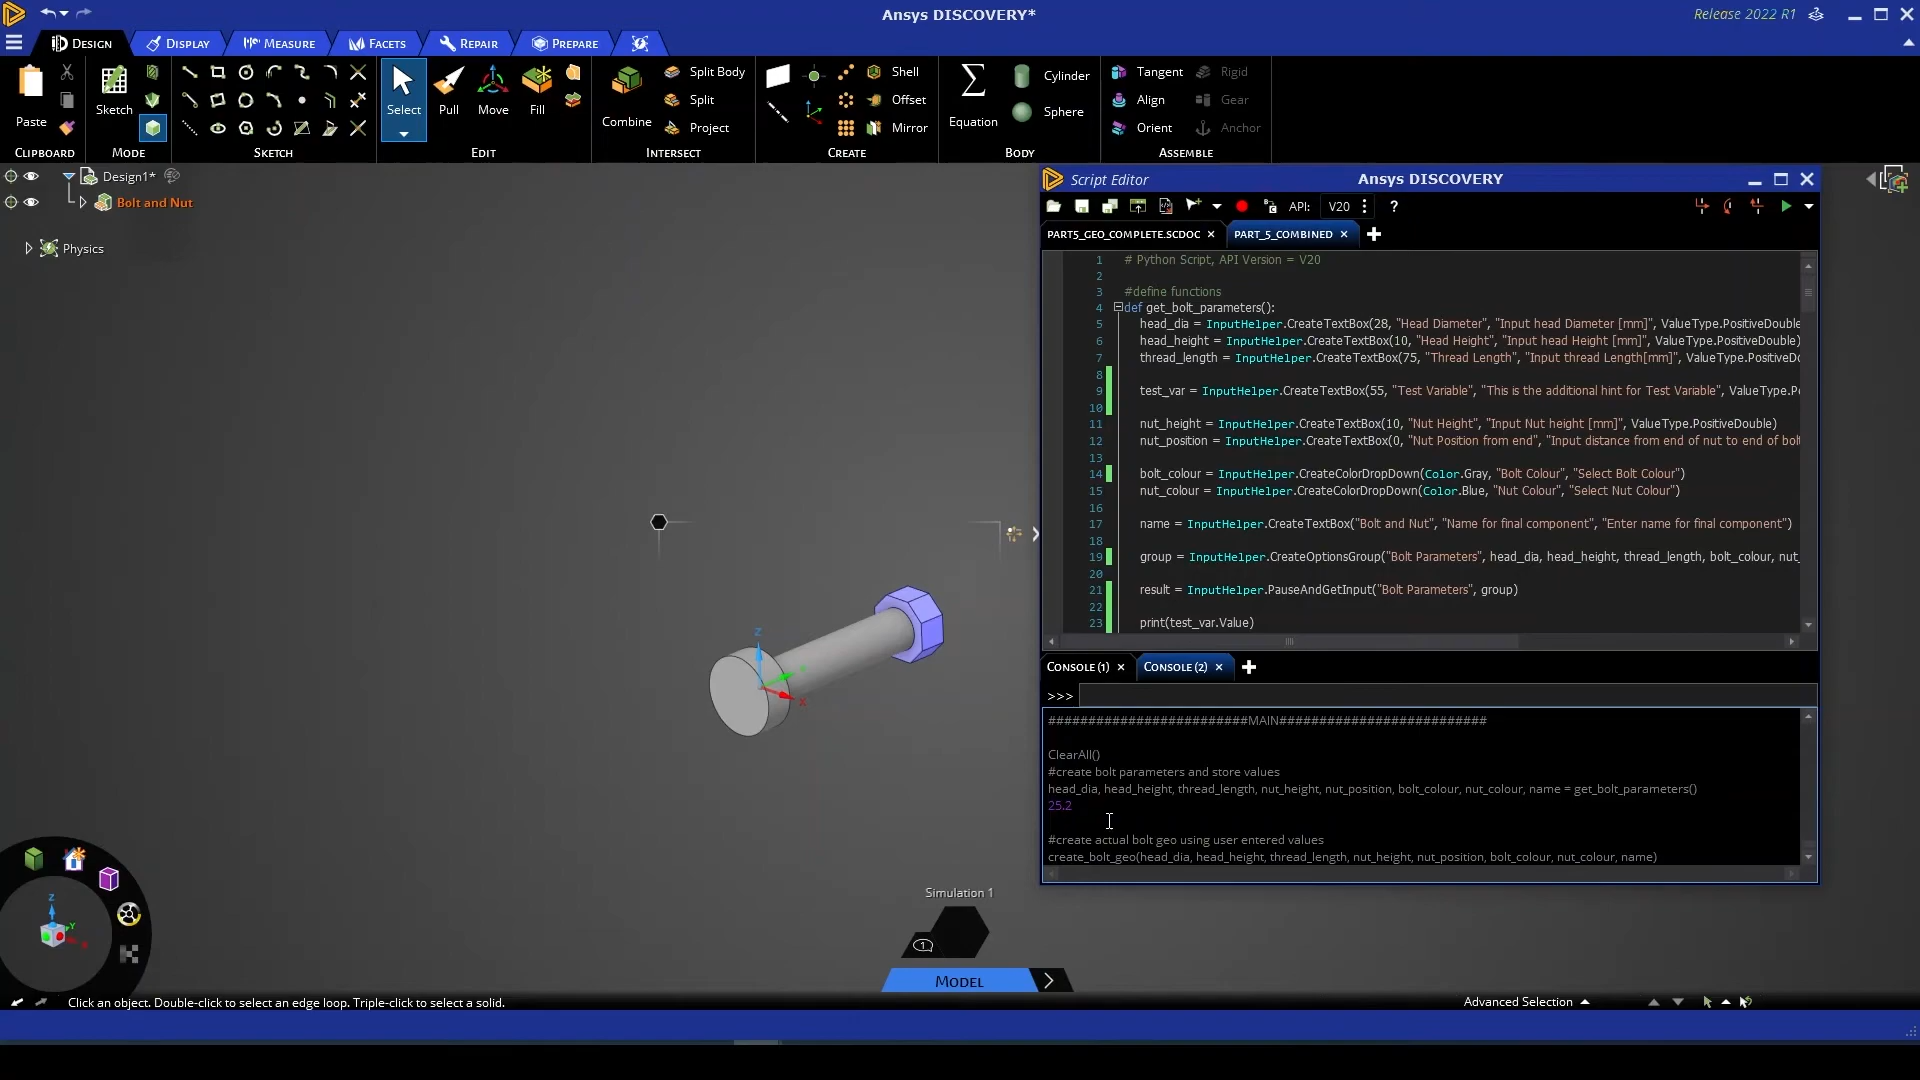 Ansys DISCOVERY*
Release 2022 R1
Design
Display
Measure
Facets
Repair
Prepare
Paste
Clipboard
Sketch
Mode
Sketch
Select
Pull
Move
Fill
Edit
Combine
Split Body
Split
Project
Intersect
Shell
Offset
Mirror
Create
Equation
Cylinder
Sphere
Body
Tangent
Align
Orient
Rigid
Gear
Anchor
Assemble
Design1*
Bolt and Nut
Physics
Script Editor
Ansys DISCOVERY
API: V20 ?
PART5_GEO_COMPLETE.SCDOC
PART_5_COMBINED
1 # Python Script, API Version = V20
2
3 #define functions
4 def get_bolt_parameters():
5 head_dia = InputHelper.CreateTextBox(28, "Head Diameter", "Input head Diameter [mm]", ValueType.PositiveDouble
6 head_height = InputHelper.CreateTextBox(10, "Head Height", "Input head Height [mm]", ValueType.PositiveDouble)
7 thread_length = InputHelper.CreateTextBox(75, "Thread Length", "Input thread Length[mm]", ValueType.PositiveDo
8
9 test_var = InputHelper.CreateTextBox(55, "Test Variable", "This is the additional hint for Test Variable", ValueType.Po
10
11 nut_height = InputHelper.CreateTextBox(10, "Nut Height", "Input Nut height [mm]", ValueType.PositiveDouble)
12 nut_position = InputHelper.CreateTextBox(0, "Nut Position from end", "Input distance from end of nut to end of bolt
13
14 bolt_colour = InputHelper.CreateColorDropDown(Color.Gray, "Bolt Colour", "Select Bolt Colour")
15 nut_colour = InputHelper.CreateColorDropDown(Color.Blue, "Nut Colour", "Select Nut Colour")
16
17 name = InputHelper.CreateTextBox("Bolt and Nut", "Name for final component", "Enter name for final component")
18
19 group = InputHelper.CreateOptionsGroup("Bolt Parameters", head_dia, head_height, thread_length, bolt_colour, nut_
20
21 result = InputHelper.PauseAndGetInput("Bolt Parameters", group)
22
23 print(test_var.Value)
Console (1)
Console (2)
>>>
#########################MAIN##########################
ClearAll()
#create bolt parameters and store values
head_dia, head_height, thread_length, nut_height, nut_position, bolt_colour, nut_colour, name = get_bolt_parameters()
25.2
#create actual bolt geo using user entered values
create_bolt_geo(head_dia, head_height, thread_length, nut_height, nut_position, bolt_colour, nut_colour, name)
Z
Y
X
Simulation 1
1
Model
Click an object. Double-click to select an edge loop. Triple-click to select a solid.
Advanced Selection